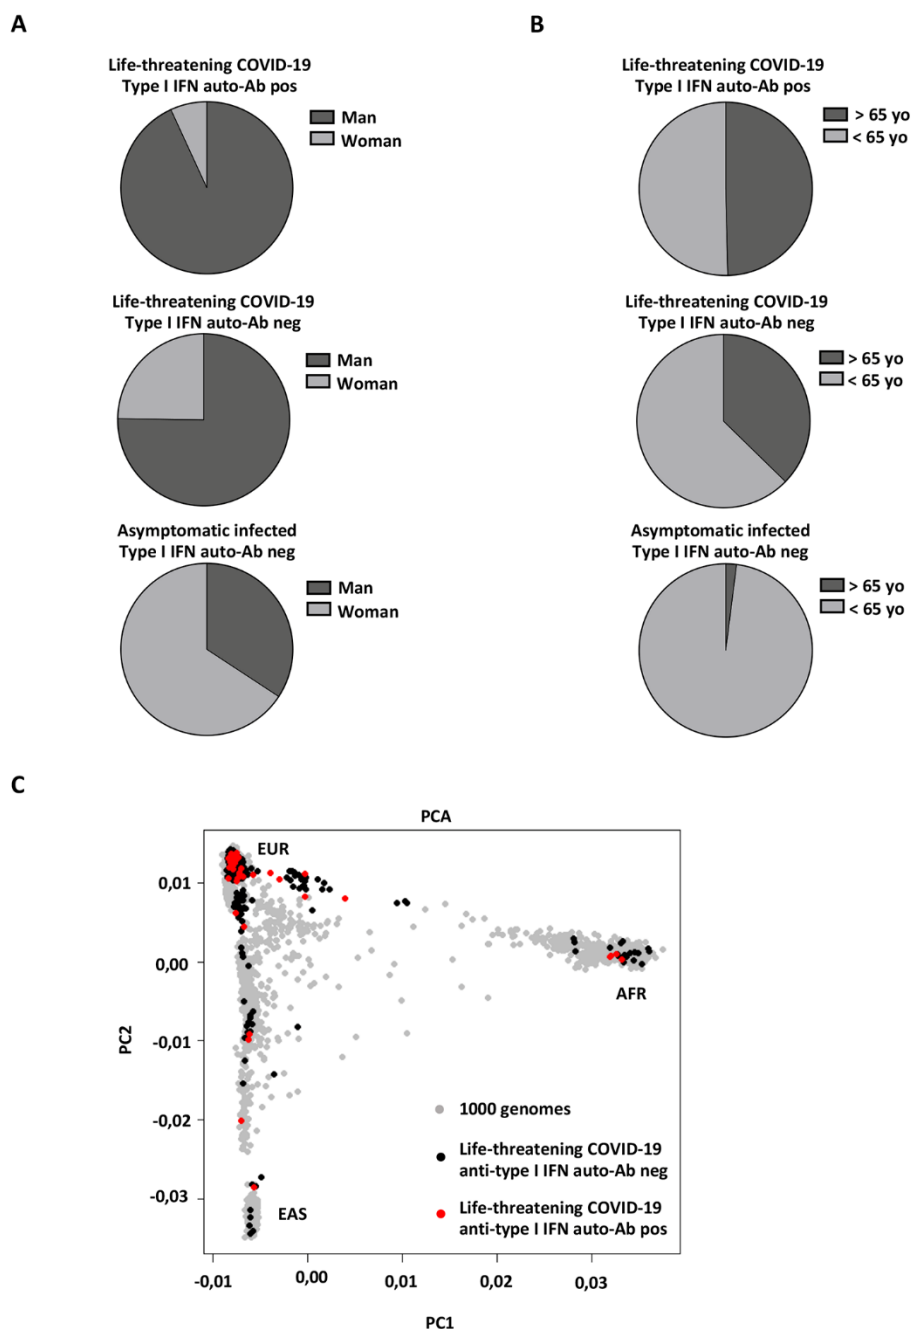 A
B
Life-threatening COVID-19
Type I IFN auto-Ab pos
Man
Woman
Life-threatening COVID-19
Type I IFN auto-Ab pos
> 65 yo
< 65 yo
Life-threatening COVID-19
Type I IFN auto-Ab neg
Man
Woman
Life-threatening COVID-19
Type I IFN auto-Ab neg
> 65 yo
< 65 yo
Asymptomatic infected
Type I IFN auto-Ab neg
Man
Woman
Asymptomatic infected
Type I IFN auto-Ab neg
> 65 yo
< 65 yo
C
PCA
EUR
AFR
EAS
0,01
0,00
-0,01
-0,02
-0,03
PC2
1000 genomes
Life-threatening COVID-19
anti-type I IFN auto-Ab neg
Life-threatening COVID-19
anti-type I IFN auto-Ab pos
-0,01
0,00
0,01
0,02
0,03
PC1